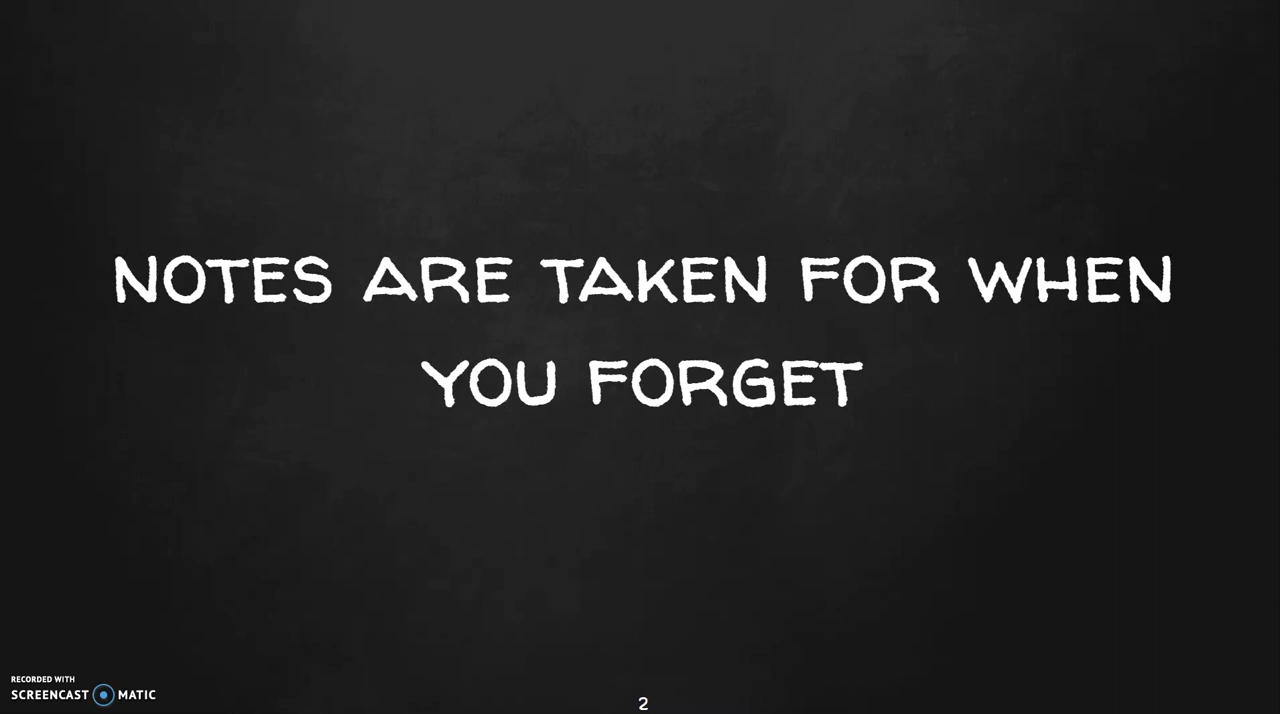 NOTES ARE TAKEN FOR WHEN
YOU FORGET
RECORDED WITH
SCREENCAST MATIC
2